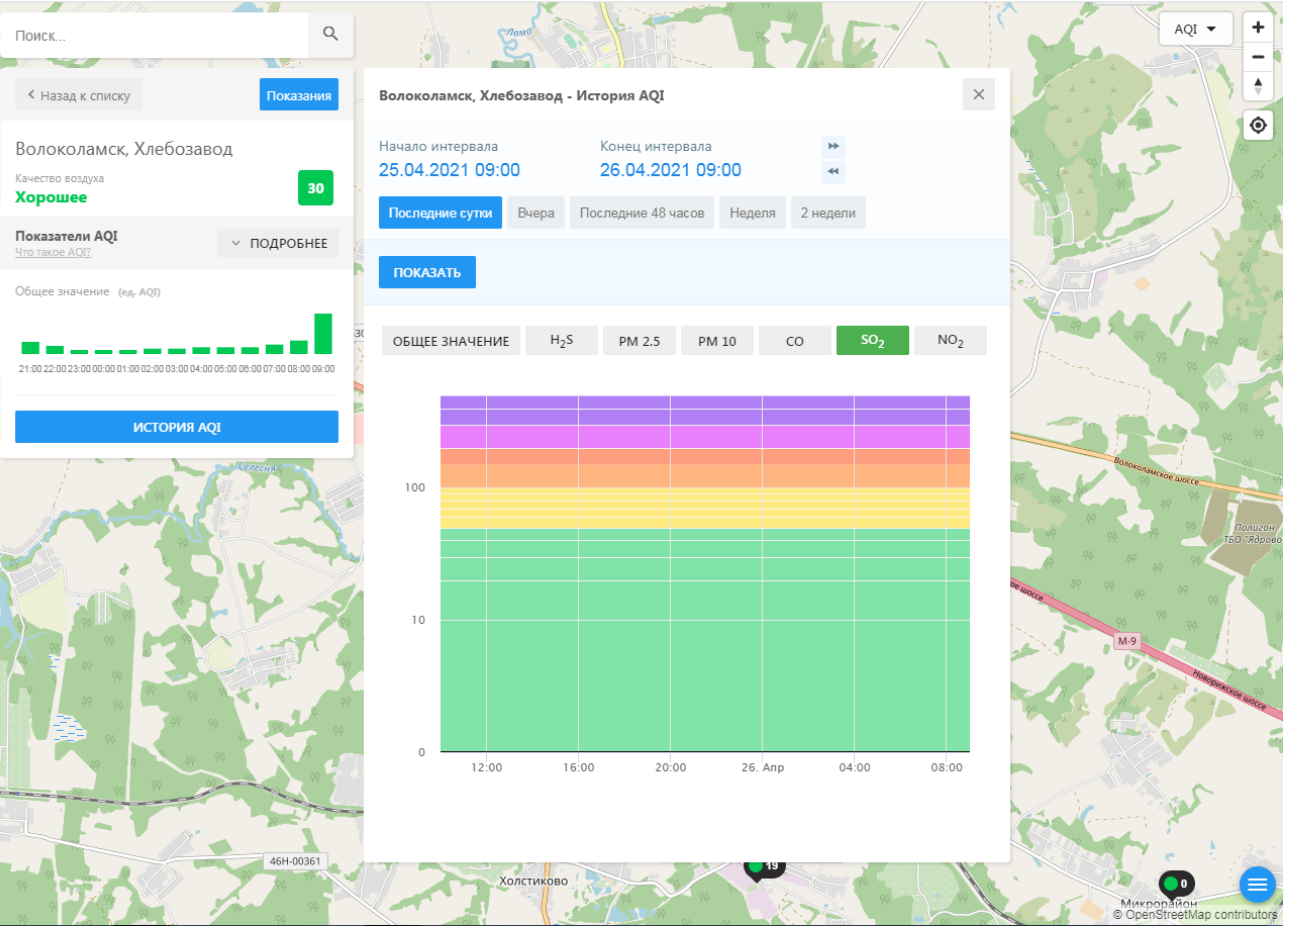 Поиск...
AQI
Назад к списку
Показания
Волоколамск, Хлебозавод
Качество воздуха
Хорошее
30
Показатели AQI
Что такое AQI?
ПОДРОБНЕЕ
Общее значение (ед. AQI)
21:00 22:00 23:00 00:00 01:00 02:00 03:00 04:00 05:00 06:00 07:00 08:00 09:00
ИСТОРИЯ AQI
Волоколамск, Хлебозавод - История AQI
Начало интервала
Конец интервала
25.04.2021 09:00
26.04.2021 09:00
Последние сутки
Вчера
Последние 48 часов
Неделя
2 недели
ПОКАЗАТЬ
ОБЩЕЕ ЗНАЧЕНИЕ
H2S
PM 2.5
PM 10
CO
SO2
NO2
100
10
0
12:00
16:00
20:00
26. Апр
04:00
08:00
Лама
Селесня
Волоколамское шоссе
Полигон
ТБО "Ядрово
М-9
Новорижское шоссе
46Н-00361
Холстиково
19
0
Микрорайон
© OpenStreetMap contributors